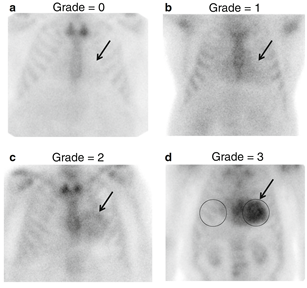 a Grade = 0
b Grade = 1
c Grade = 2
d Grade = 3